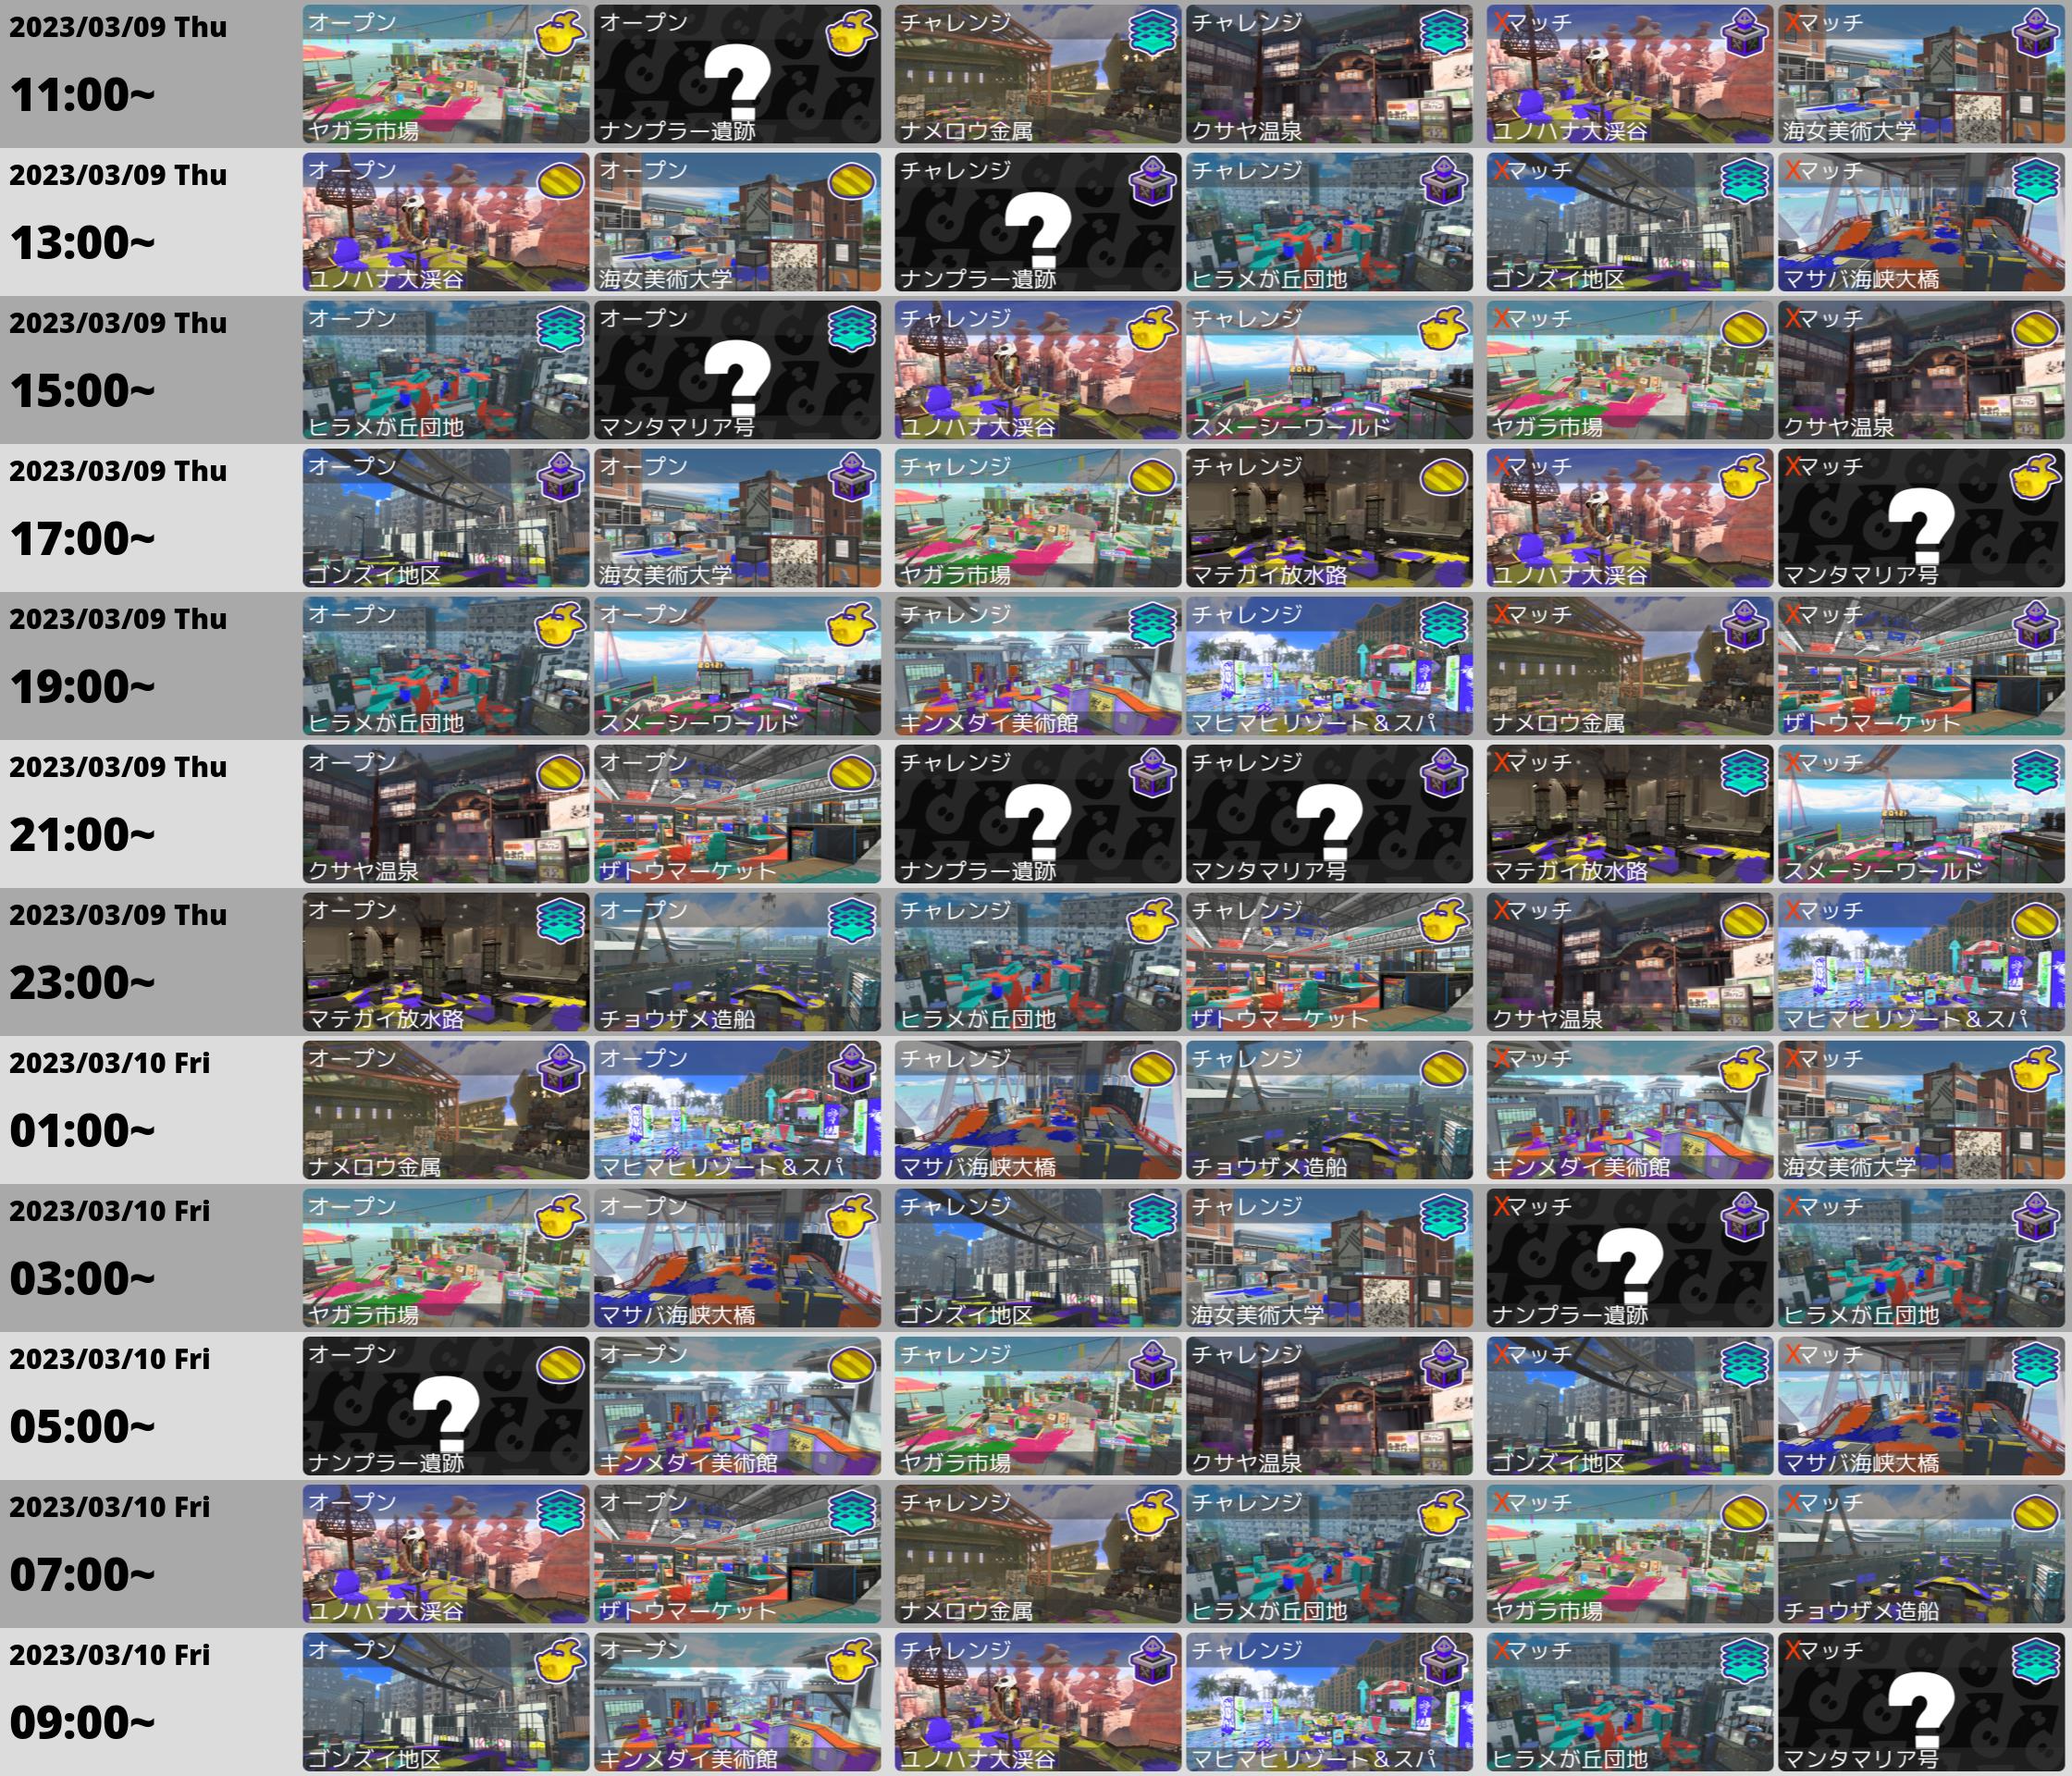 2023/03/09 Thu
11:00~
オープン オープン チャレンジ チャレンジ Xマッチ Xマッチ
ヤガラ市場 ナンプラー遺跡 ナメロウ金属 クサヤ温泉 ユノハナ大渓谷 海女美術大学
2023/03/09 Thu
13:00~
オープン オープン チャレンジ チャレンジ Xマッチ Xマッチ
ユノハナ大渓谷 海女美術大学 ナンプラー遺跡 ヒラメが丘団地 ゴンズイ地区 マサバ海峡大橋
2023/03/09 Thu
15:00~
オープン オープン チャレンジ チャレンジ Xマッチ Xマッチ
ヒラメが丘団地 マンタマリア号 ユノハナ大渓谷 スメーシーワールド ヤガラ市場 クサヤ温泉
2023/03/09 Thu
17:00~
オープン オープン チャレンジ チャレンジ Xマッチ Xマッチ
ゴンズイ地区 海女美術大学 ヤガラ市場 マテガイ放水路 ユノハナ大渓谷 マンタマリア号
2023/03/09 Thu
19:00~
オープン オープン チャレンジ チャレンジ Xマッチ Xマッチ
ヒラメが丘団地 スメーシーワールド キンメダイ美術館 マヒマヒリゾート＆スパ ナメロウ金属 ザトウマーケット
2023/03/09 Thu
21:00~
オープン オープン チャレンジ チャレンジ Xマッチ Xマッチ
クサヤ温泉 ザトウマーケット ナンプラー遺跡 マンタマリア号 マテガイ放水路 スメーシーワールド
2023/03/09 Thu
23:00~
オープン オープン チャレンジ チャレンジ Xマッチ Xマッチ
マテガイ放水路 チョウザメ造船 ヒラメが丘団地 ザトウマーケット クサヤ温泉 マヒマヒリゾート＆スパ
2023/03/10 Fri
01:00~
オープン オープン チャレンジ チャレンジ Xマッチ Xマッチ
ナメロウ金属 マヒマヒリゾート＆スパ マサバ海峡大橋 チョウザメ造船 キンメダイ美術館 海女美術大学
2023/03/10 Fri
03:00~
オープン オープン チャレンジ チャレンジ Xマッチ Xマッチ
ヤガラ市場 マサバ海峡大橋 ゴンズイ地区 海女美術大学 ナンプラー遺跡 ヒラメが丘団地
2023/03/10 Fri
05:00~
オープン オープン チャレンジ チャレンジ Xマッチ Xマッチ
ナンプラー遺跡 キンメダイ美術館 ヤガラ市場 クサヤ温泉 ゴンズイ地区 マサバ海峡大橋
2023/03/10 Fri
07:00~
オープン オープン チャレンジ チャレンジ Xマッチ Xマッチ
ユノハナ大渓谷 ザトウマーケット ナメロウ金属 ヒラメが丘団地 ヤガラ市場 チョウザメ造船
2023/03/10 Fri
09:00~
オープン オープン チャレンジ チャレンジ Xマッチ Xマッチ
ゴンズイ地区 キンメダイ美術館 ユノハナ大渓谷 マヒマヒリゾート＆スパ ヒラメが丘団地 マンタマリア号